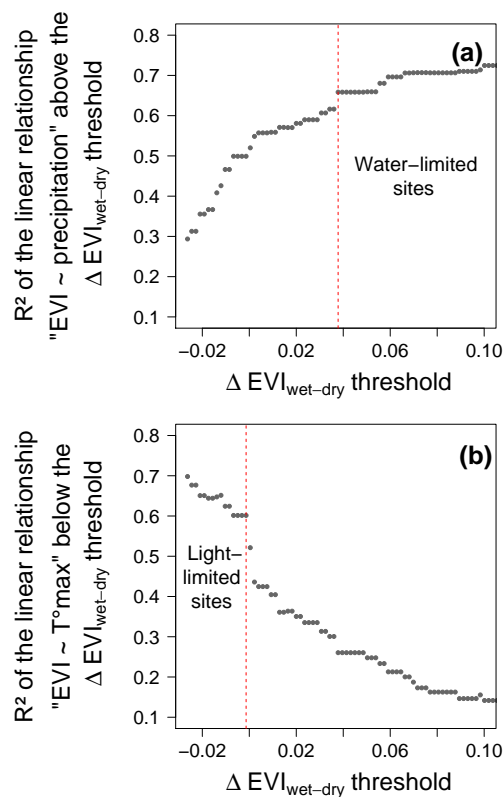 R² of the linear relationship
"EVI ~ precipitation" above the
Δ EVIwet−dry threshold
0.8
0.7
0.6
0.5
0.4
0.3
0.2
0.1
(a)
Water−limited
sites
−0.02
0.02
0.06
0.10
Δ EVIwet−dry threshold
R² of the linear relationship
"EVI ~ T°max" below the
Δ EVIwet−dry threshold
0.8
0.7
0.6
0.5
0.4
0.3
0.2
0.1
(b)
Light−
limited
sites
−0.02
0.02
0.06
0.10
Δ EVIwet−dry threshold